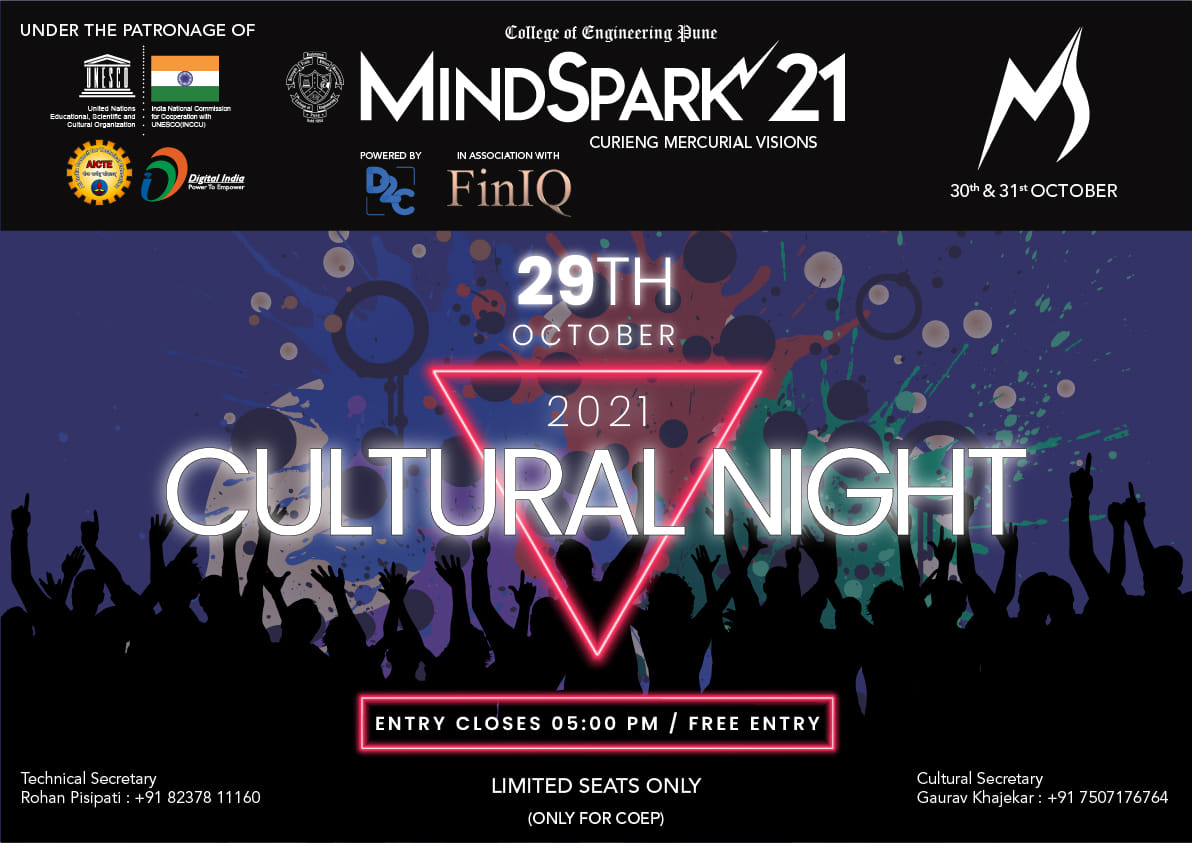 UNDER THE PATRONAGE OF
UNESCO
United Nations
Educational, Scientific and
Cultural Organization
India National Commission
for Cooperation with
UNESCO(INCCU)
AICTE
Digital India
Power To Empower
College of Engineering Pune
MINDSPARK '21
CURIENG MERCURIAL VISIONS
POWERED BY
D2C
IN ASSOCIATION WITH
FinIQ
30th & 31st OCTOBER
29TH
OCTOBER
2021
CULTURAL NIGHT
ENTRY CLOSES 05:00 PM / FREE ENTRY
LIMITED SEATS ONLY
(ONLY FOR COEP)
Technical Secretary
Rohan Pisipati : +91 82378 11160
Cultural Secretary
Gaurav Khajekar : +91 7507176764